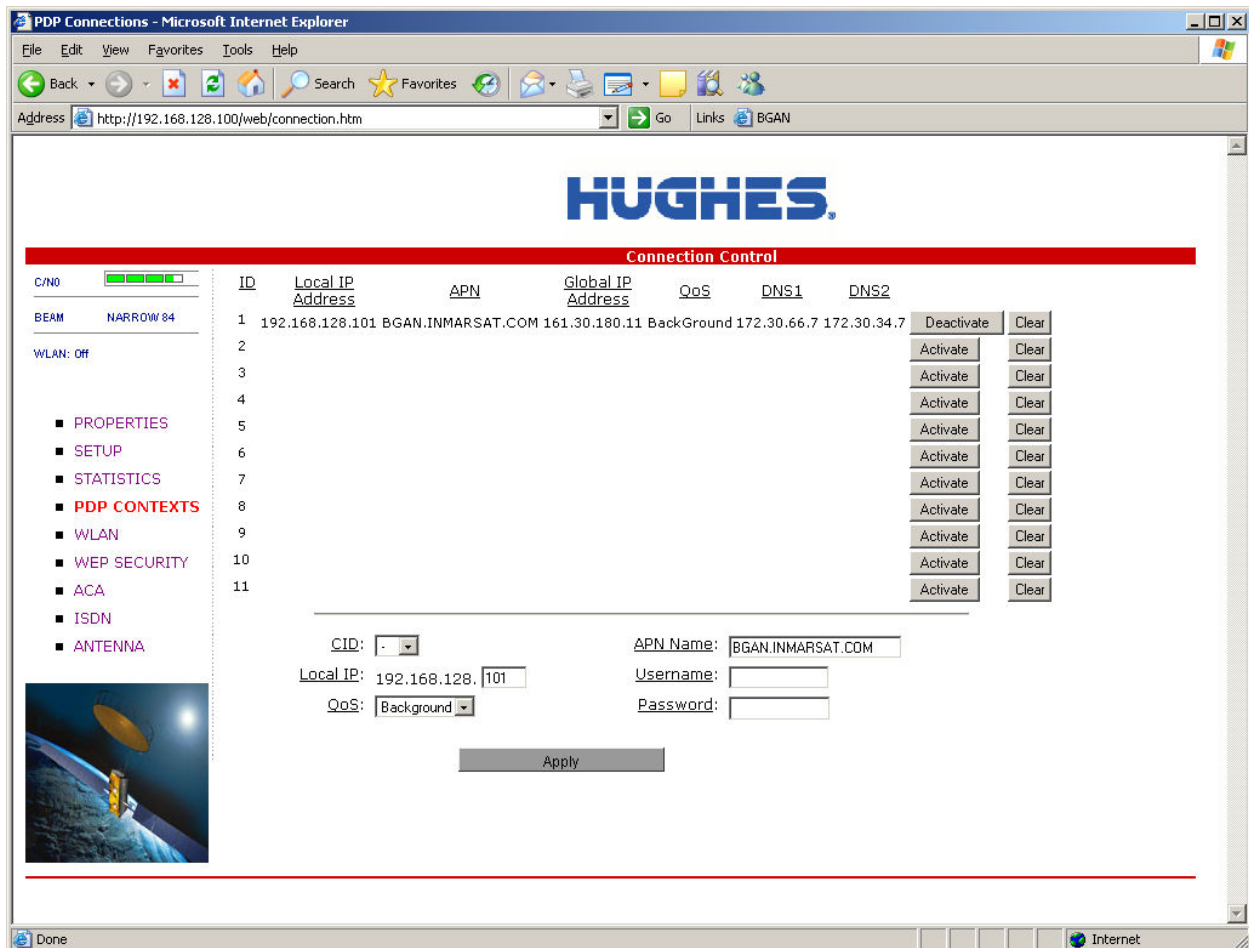 PDP Connections - Microsoft Internet Explorer
File Edit View Favorites Tools Help
Back Search Favorites
Address http://192.168.128.100/web/connection.htm Go Links BGAN
HUGHES®
Connection Control
C/N0
BEAM NARROW 84
WLAN: Off
PROPERTIES
SETUP
STATISTICS
PDP CONTEXTS
WLAN
WEP SECURITY
ACA
ISDN
ANTENNA
ID Local IP Address APN Global IP Address QoS DNS1 DNS2
1 192.168.128.101 BGAN.INMARSAT.COM 161.30.180.11 BackGround 172.30.66.7 172.30.34.7 Deactivate Clear
2 Activate Clear
3 Activate Clear
4 Activate Clear
5 Activate Clear
6 Activate Clear
7 Activate Clear
8 Activate Clear
9 Activate Clear
10 Activate Clear
11 Activate Clear
CID: - APN Name: BGAN.INMARSAT.COM
Local IP: 192.168.128. 101 Username:
QoS: Background Password:
Apply
Done Internet